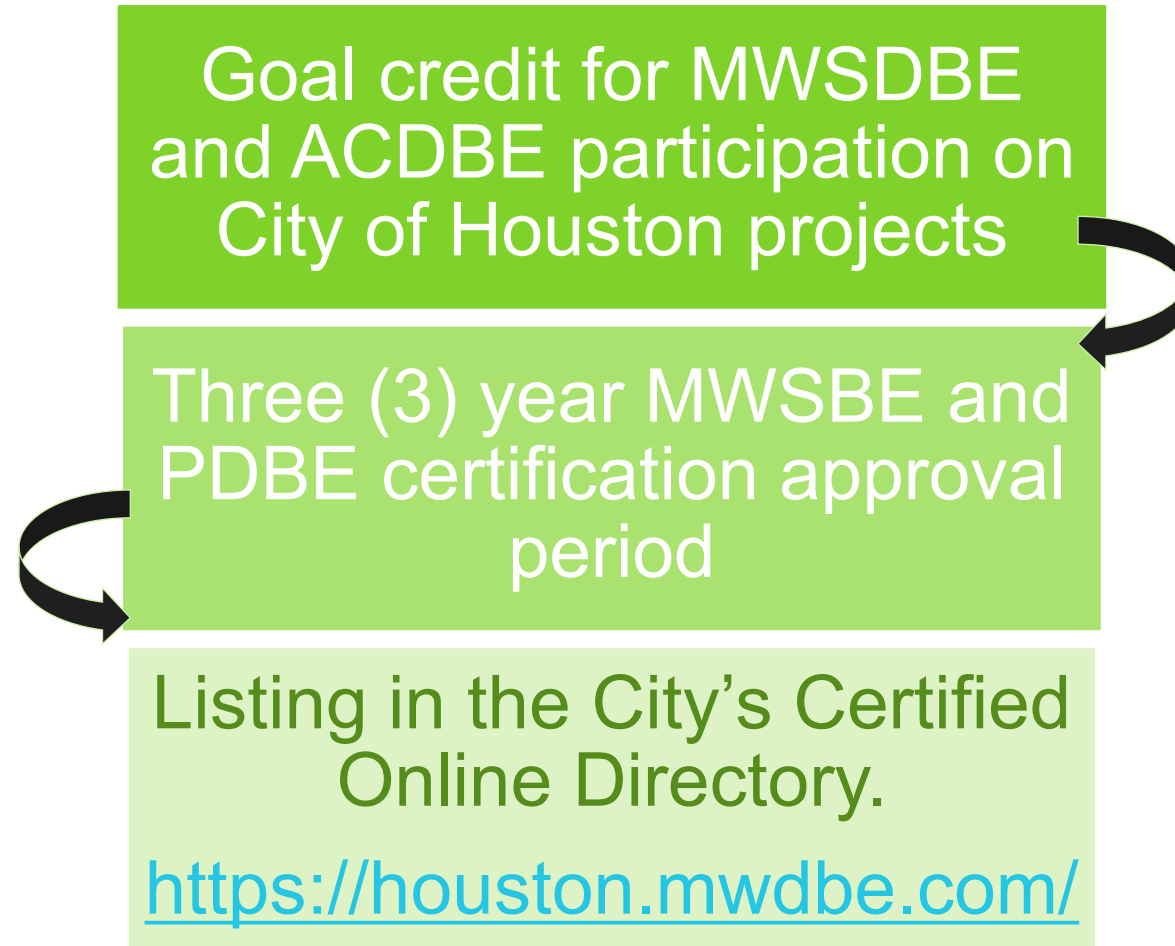 Goal credit for MWSDBE
and ACDBE participation on
City of Houston projects
Three (3) year MWSBE and
PDBE certification approval
period
Listing in the City’s Certified
Online Directory.
https://houston.mwdbe.com/